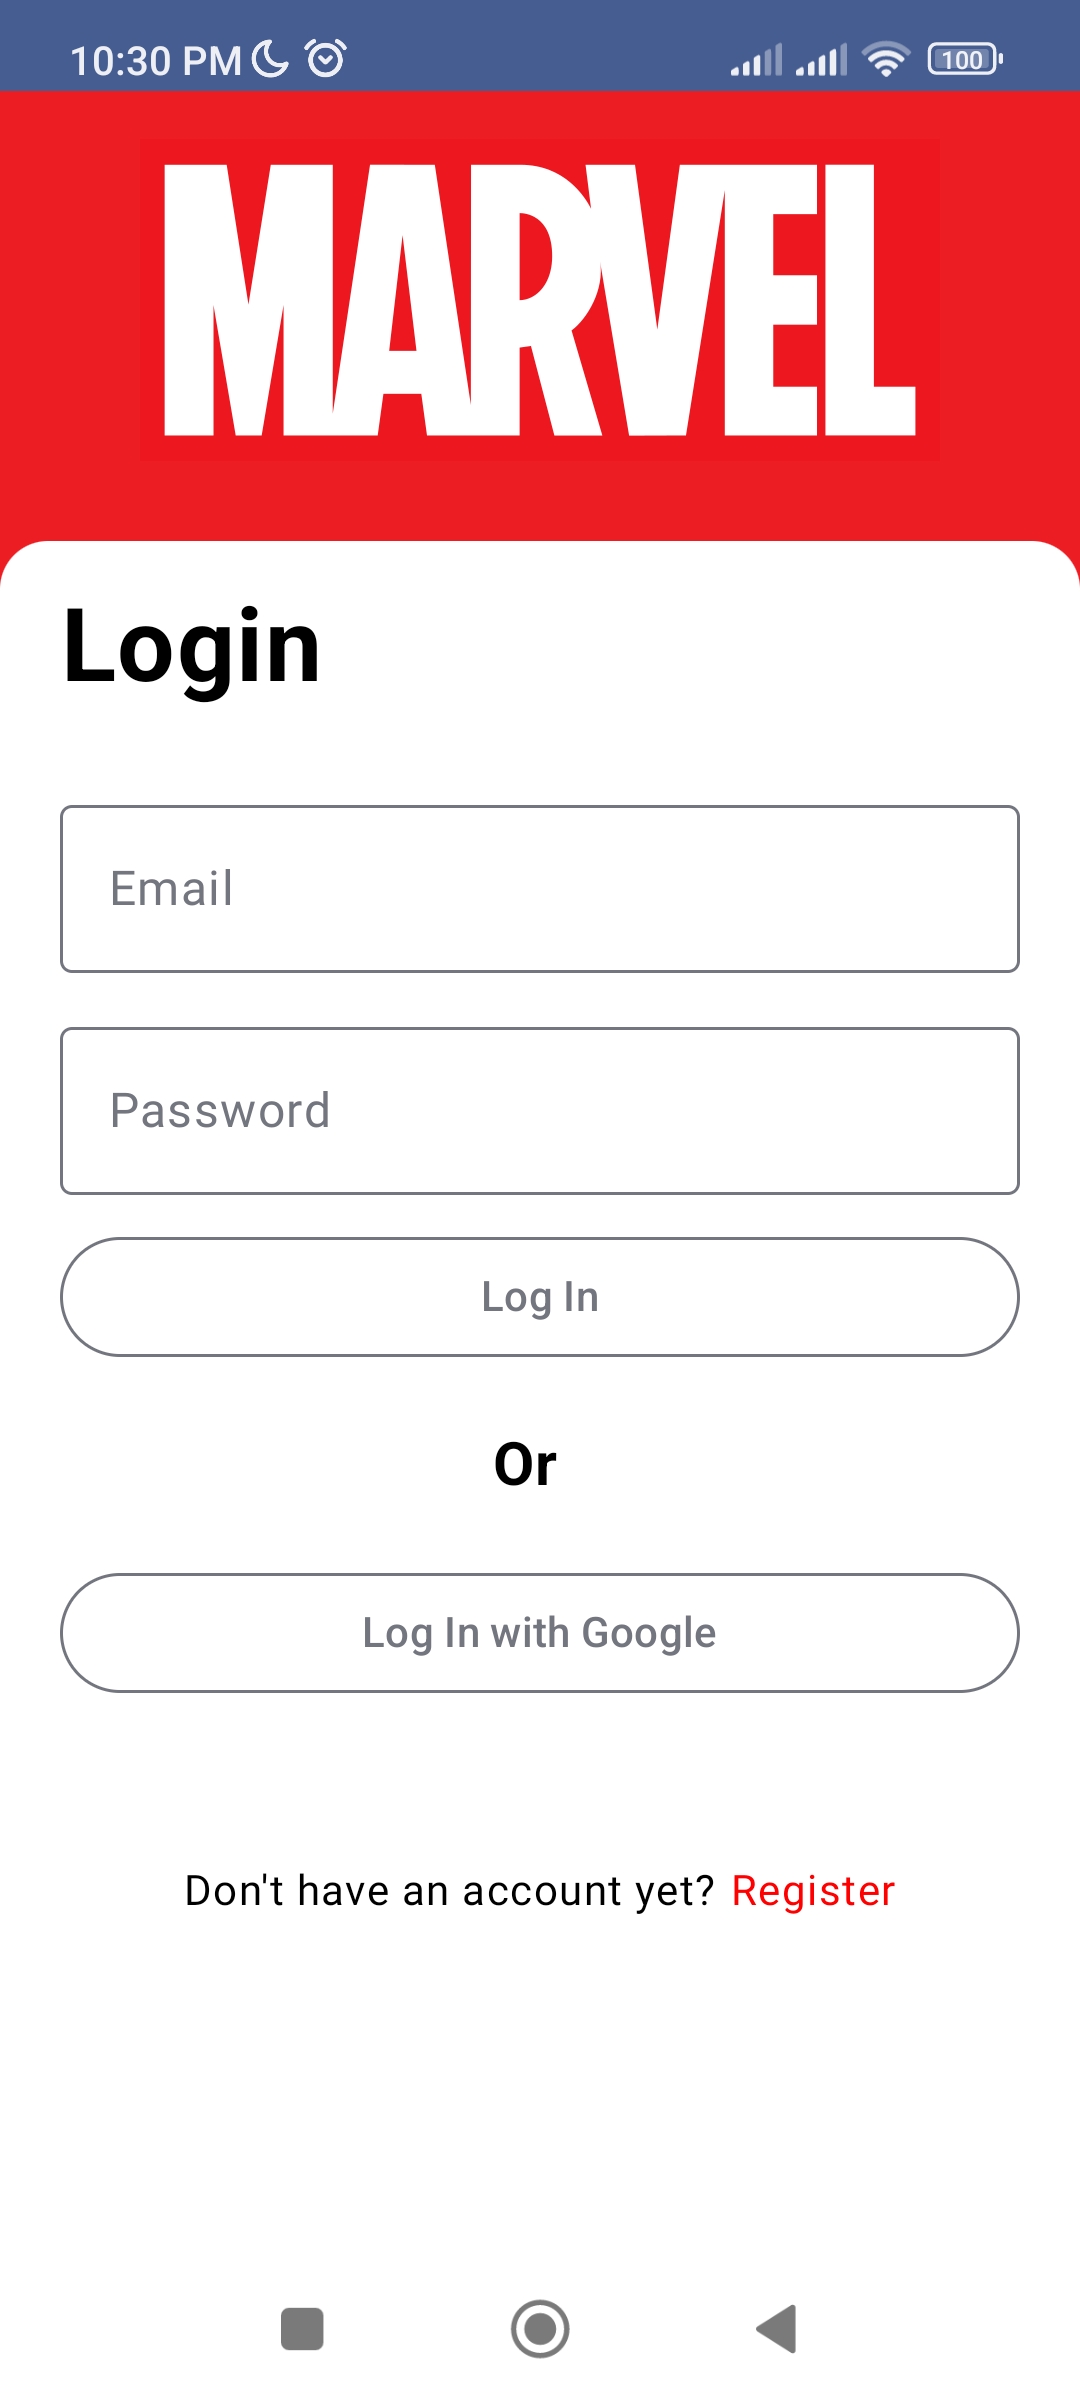 10:30 PM 100
MARVEL
Login
Email
Password
Log In
Or
Log In with Google
Don't have an account yet? Register